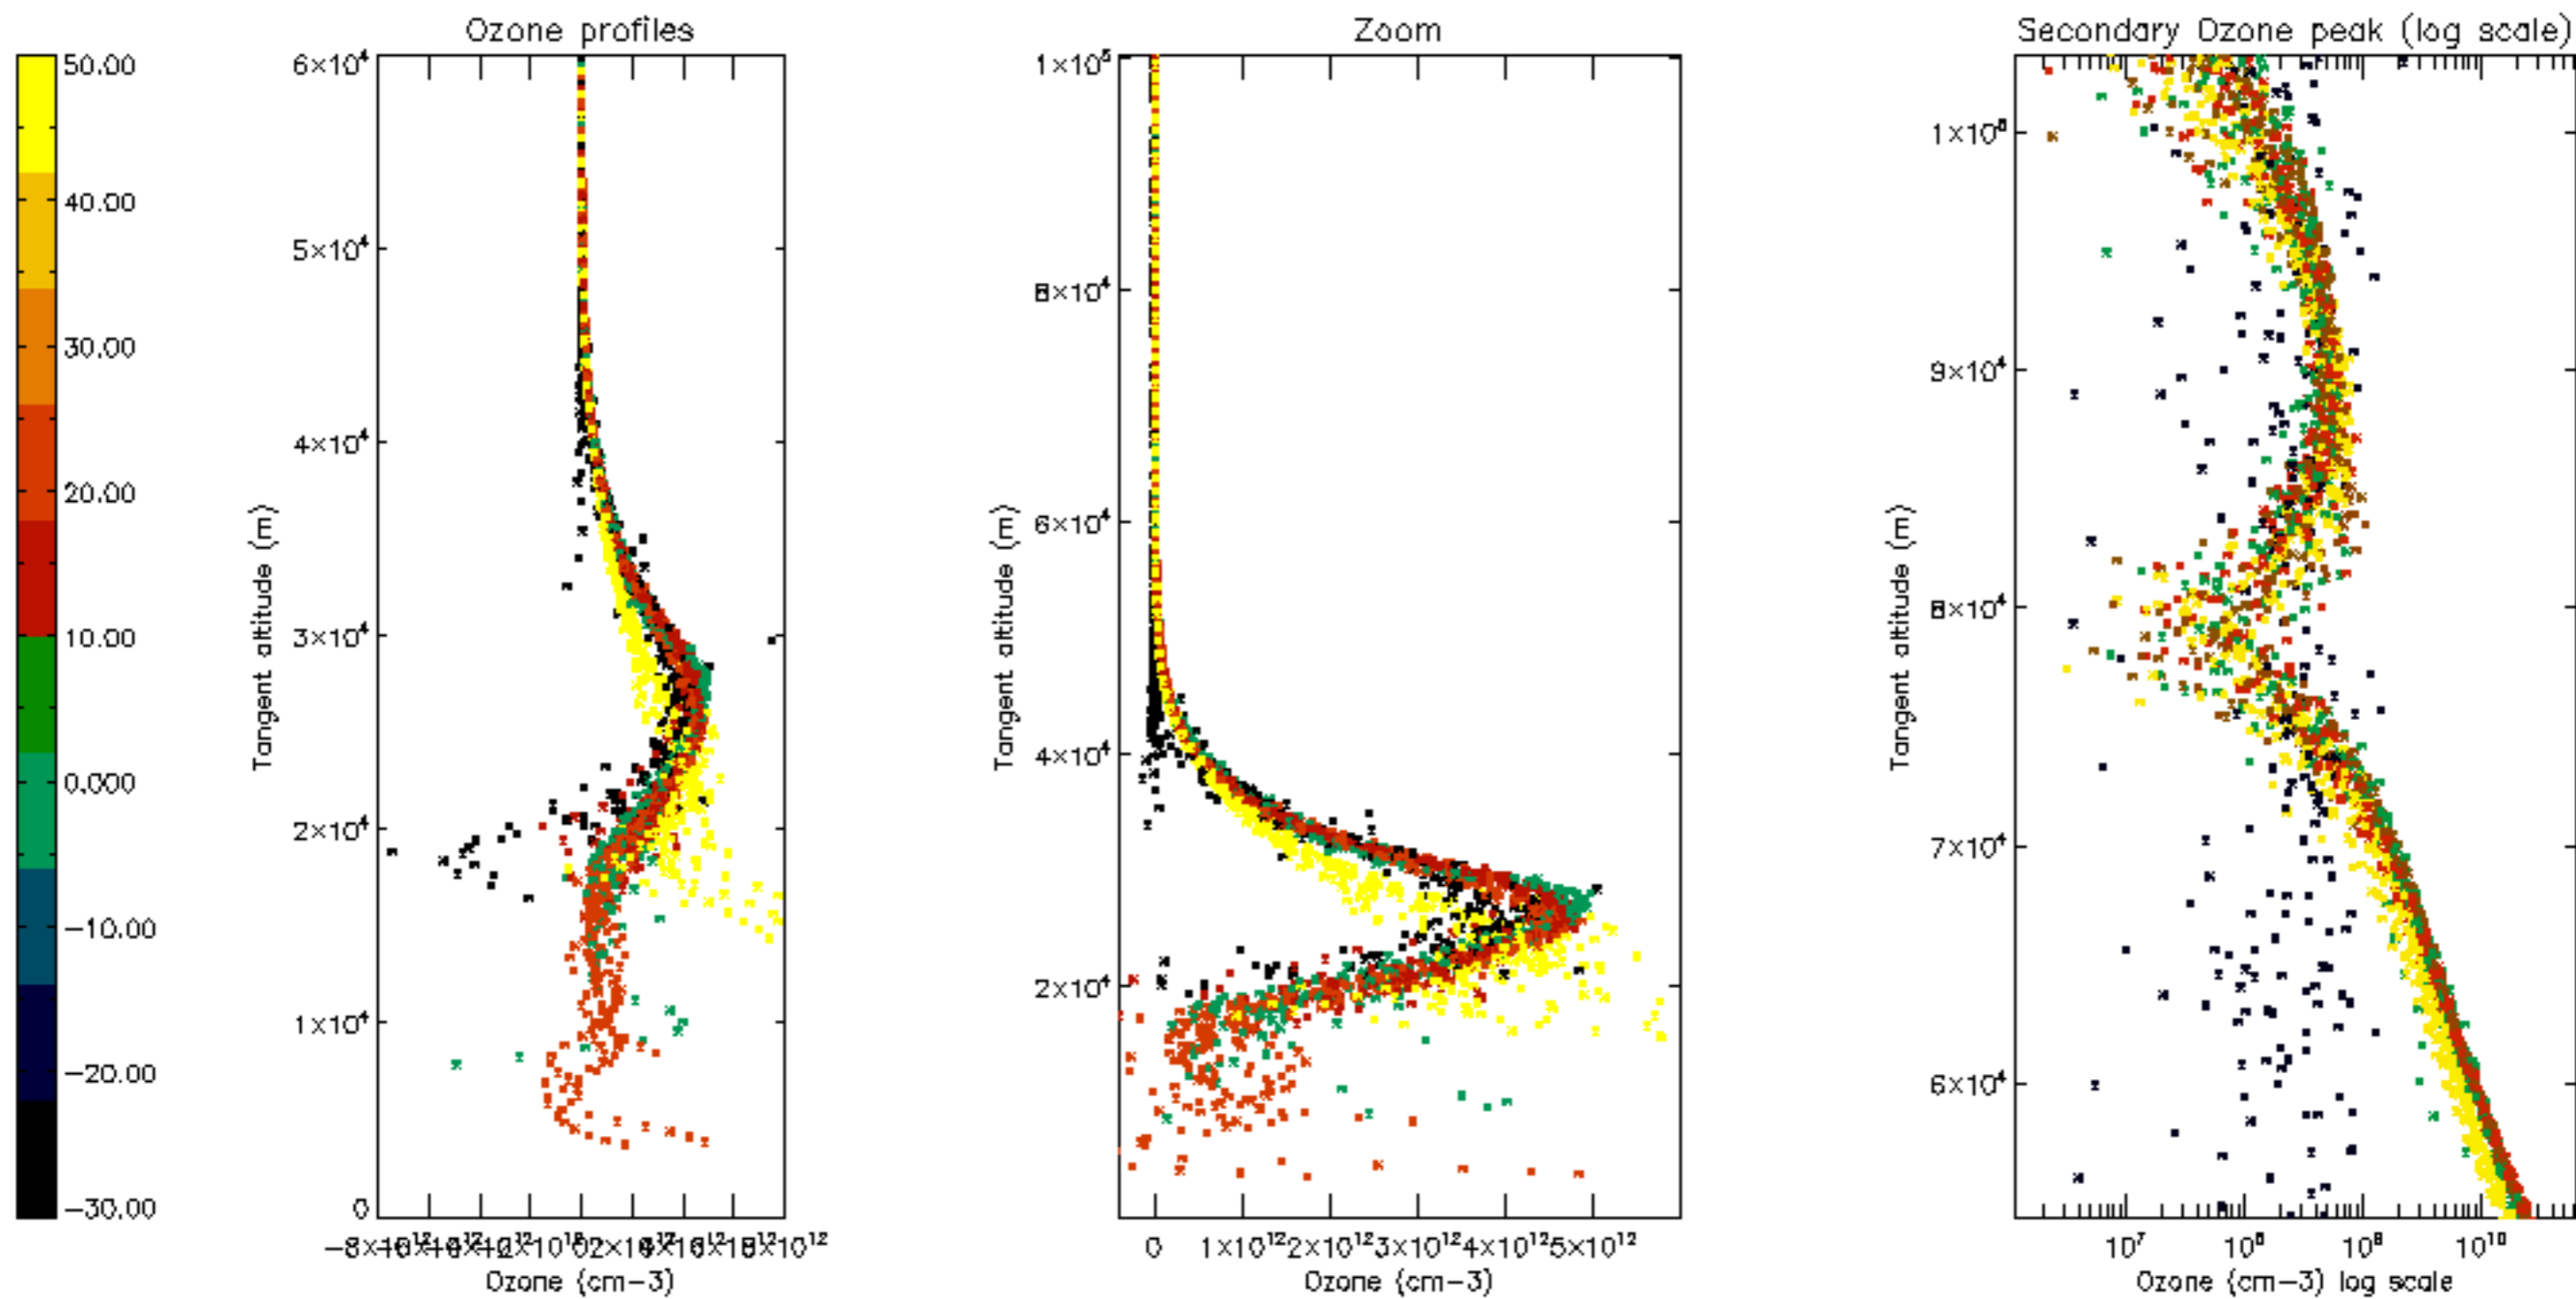 Ozone profiles
Zoom
Secondary Ozone peak (log scale)
50.00
40.00
30.00
20.00
10.00
0.000
−10.00
−20.00
−30.00
6×10⁴
5×10⁴
4×10⁴
3×10⁴
2×10⁴
1×10⁴
0
Tangent altitude (m)
Ozone (cm−3)
1×10⁵
8×10⁴
6×10⁴
4×10⁴
2×10⁴
Tangent altitude (m)
0 1×10¹² 2×10¹² 3×10¹² 4×10¹² 5×10¹²
Ozone (cm−3)
9×10⁴
8×10⁴
7×10⁴
6×10⁴
Tangent altitude (m)
10⁷ 10⁸ 10⁹ 10¹⁰
Ozone (cm−3) log scale